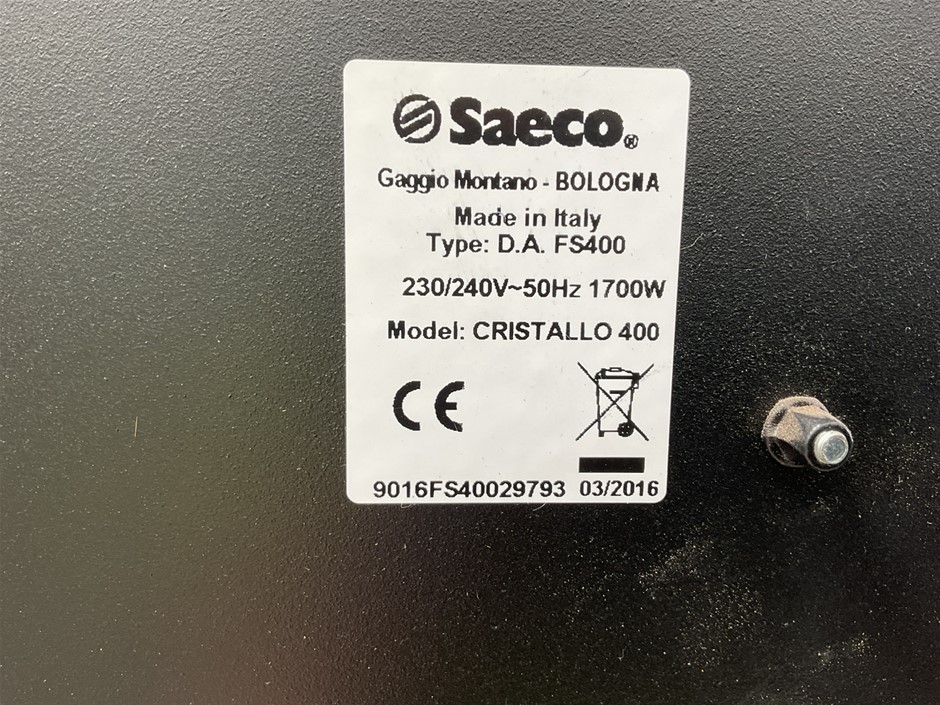 Saeco®
Gaggio Montano - BOLOGNA
Made in Italy
Type: D.A. FS400
230/240V~50Hz 1700W
Model: CRISTALLO 400
CE
9016FS40029793 03/2016